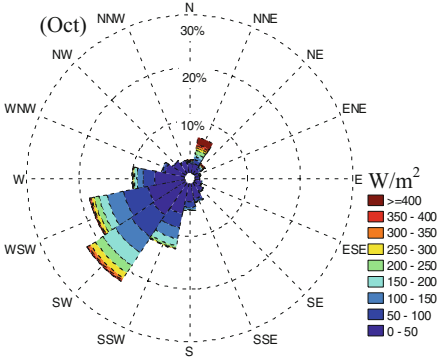 (Oct)
N
NNE
NE
ENE
E
ESE
SE
SSE
S
SSW
SW
WSW
W
WNW
NW
NNW
30%
20%
10%
W/m2
>=400
350 - 400
300 - 350
250 - 300
200 - 250
150 - 200
100 - 150
50 - 100
0 - 50